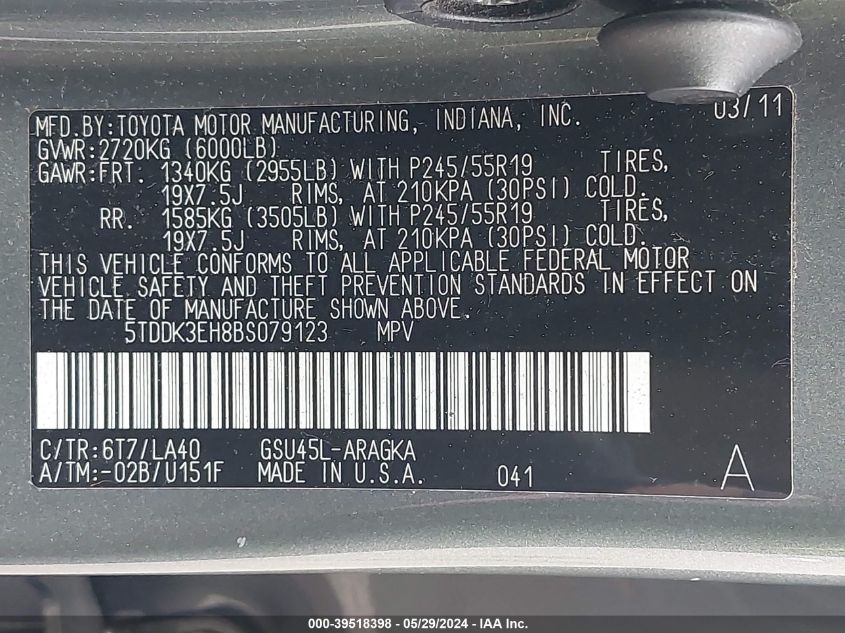 03/11
MFD.BY:TOYOTA MOTOR MANUFACTURING, INDIANA, INC.
GVWR:2720KG (6000LB)
GAWR:FRT. 1340KG (2955LB) WITH P245/55R19 TIRES,
19X7.5J RIMS, AT 210KPA (30PSI) COLD.
RR. 1585KG (3505LB) WITH P245/55R19 TIRES,
19X7.5J RIMS, AT 210KPA (30PSI) COLD.
THIS VEHICLE CONFORMS TO ALL APPLICABLE FEDERAL MOTOR
VEHICLE SAFETY AND THEFT PREVENTION STANDARDS IN EFFECT ON
THE DATE OF MANUFACTURE SHOWN ABOVE.
5TDDK3EH8BS079123 MPV
C/TR:6T7/LA40 GSU45L-ARAGKA
A/TM:-02B/U151F MADE IN U.S.A. 041 A
000-39518398 - 05/29/2024 - IAA Inc.